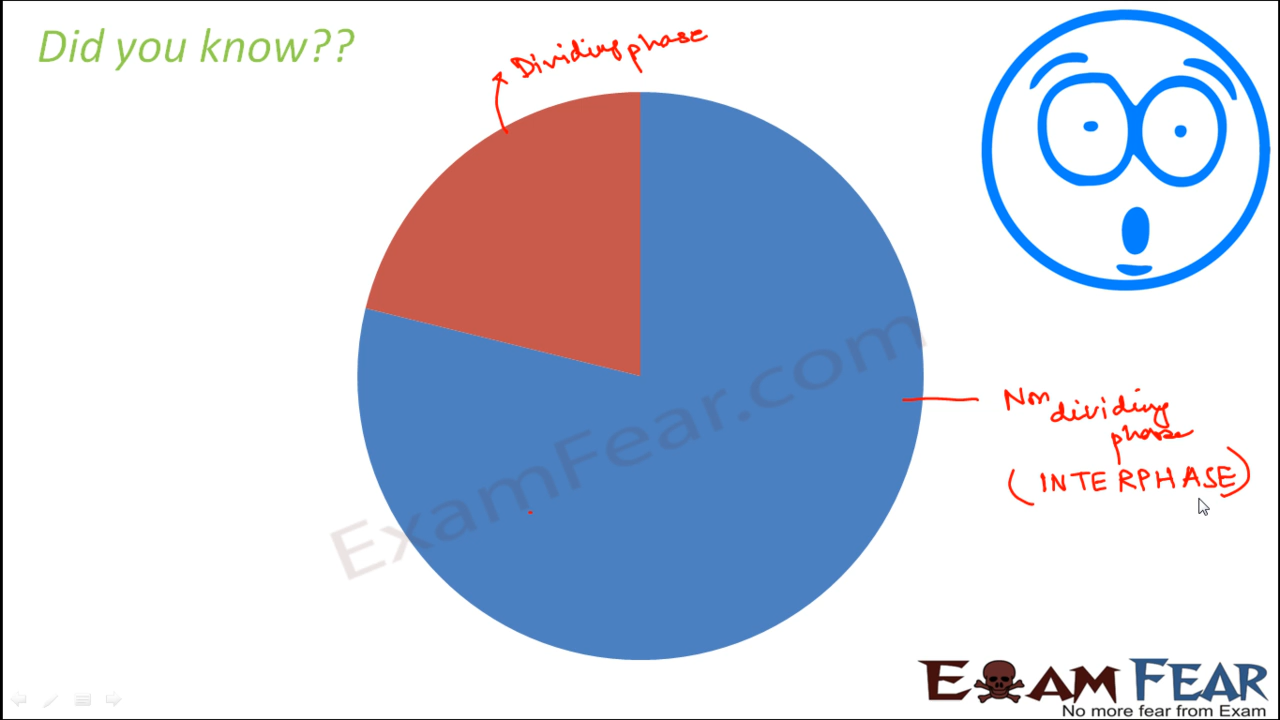 Did you know??
Dividing phase
ExamFear.com
Non
dividing
phase
(INTERPHASE)
EXAM FEAR
No more fear from Exam